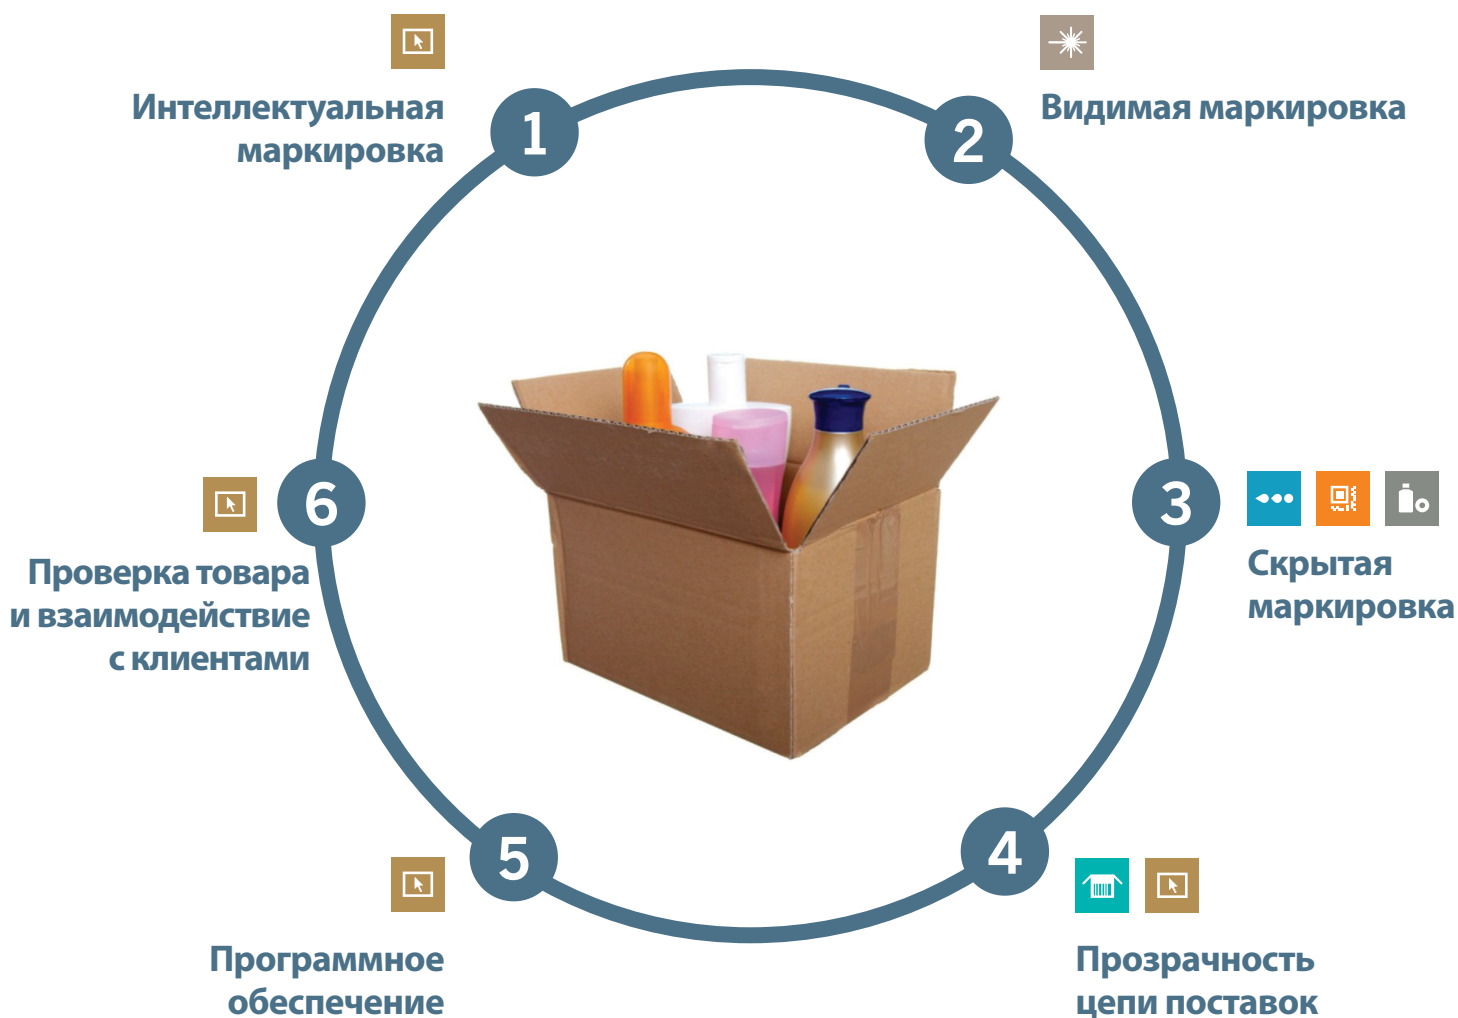 1
Интеллектуальная
маркировка
2
Видимая маркировка
3
Скрытая
маркировка
4
Прозрачность
цепи поставок
5
Программное
обеспечение
6
Проверка товара
и взаимодействие
с клиентами